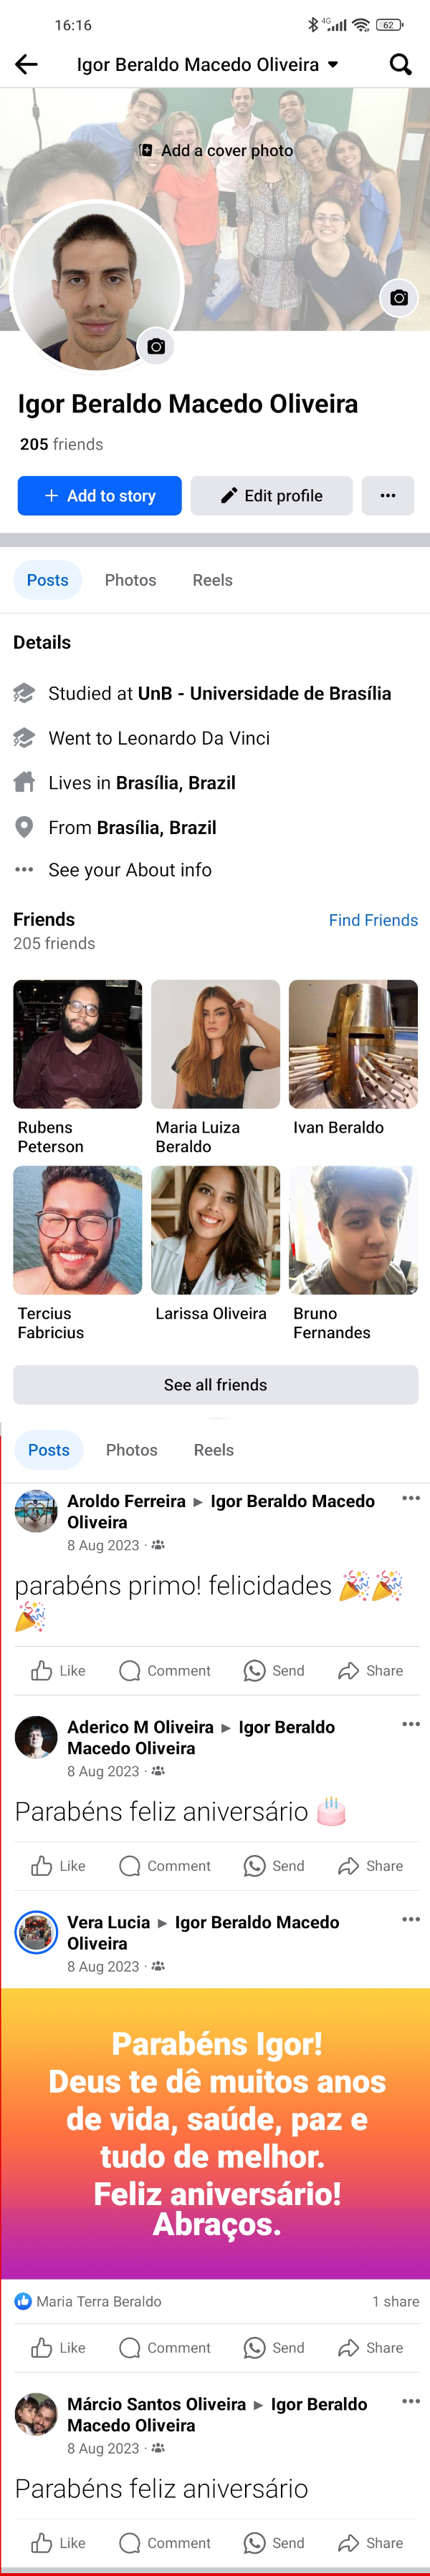 16:16
4G
62
Igor Beraldo Macedo Oliveira
Add a cover photo
Igor Beraldo Macedo Oliveira
205 friends
Add to story
Edit profile
Posts
Photos
Reels
Details
Studied at UnB - Universidade de Brasília
Went to Leonardo Da Vinci
Lives in Brasília, Brazil
From Brasília, Brazil
See your About info
Friends
Find Friends
205 friends
Rubens
Peterson
Maria Luiza
Beraldo
Ivan Beraldo
Tercius
Fabricius
Larissa Oliveira
Bruno
Fernandes
See all friends
Posts
Photos
Reels
Aroldo Ferreira ▶ Igor Beraldo Macedo
Oliveira
8 Aug 2023 ·
parabéns primo! felicidades 🎉🎉
🎉
Like
Comment
Send
Share
Aderico M Oliveira ▶ Igor Beraldo
Macedo Oliveira
8 Aug 2023 ·
Parabéns feliz aniversário 🎂
Like
Comment
Send
Share
Vera Lucia ▶ Igor Beraldo Macedo
Oliveira
8 Aug 2023 ·
Parabéns Igor!
Deus te dê muitos anos
de vida, saúde, paz e
tudo de melhor.
Feliz aniversário!
Abraços.
Maria Terra Beraldo
1 share
Like
Comment
Send
Share
Márcio Santos Oliveira ▶ Igor Beraldo
Macedo Oliveira
8 Aug 2023 ·
Parabéns feliz aniversário
Like
Comment
Send
Share